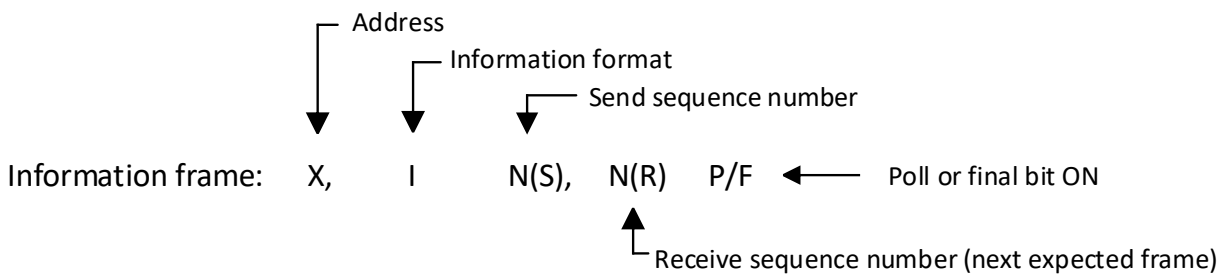 Address
Information format
Send sequence number
Information frame: X, I N(S), N(R) P/F Poll or final bit ON
Receive sequence number (next expected frame)